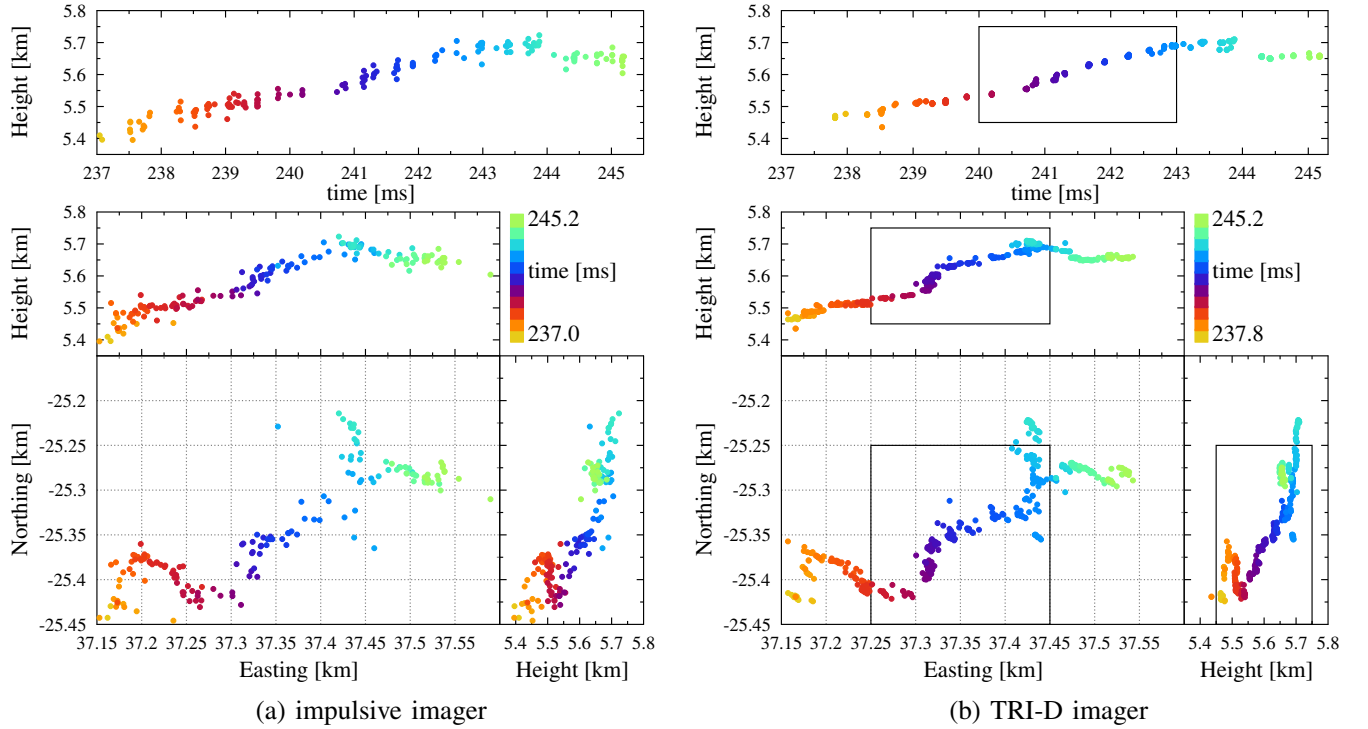 5.8
5.7
5.6
5.5
5.4
Height [km]
237 238 239 240 241 242 243 244 245
time [ms]
5.8
5.7
5.6
5.5
5.4
Height [km]
245.2
time [ms]
237.0
-25.2
-25.25
-25.3
-25.35
-25.4
-25.45
Northing [km]
37.15 37.2 37.25 37.3 37.35 37.4 37.45 37.5 37.55
5.4 5.5 5.6 5.7 5.8
Easting [km]
Height [km]
(a) impulsive imager
5.8
5.7
5.6
5.5
5.4
Height [km]
237 238 239 240 241 242 243 244 245
time [ms]
5.8
5.7
5.6
5.5
5.4
Height [km]
245.2
time [ms]
237.8
-25.2
-25.25
-25.3
-25.35
-25.4
-25.45
Northing [km]
37.15 37.2 37.25 37.3 37.35 37.4 37.45 37.5 37.55
5.4 5.5 5.6 5.7 5.8
Easting [km]
Height [km]
(b) TRI-D imager